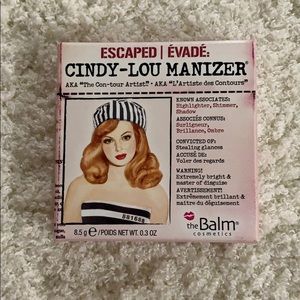 ESCAPED | ÉVADÉ:
CINDY-LOU MANIZER®
AKA "The Con-tour Artist" • AKA "L'Artiste des Contours"
KNOWN ASSOCIATES:
Highlighter, Shimmer,
Shadow
ASSOCIÉS CONNUS:
Surligneur,
Brillance, Ombre
CONVICTED OF:
Stealing glances
ACCUSÉ DE:
Voler des regards
WARNING!
Extremely bright &
master of disguise
AVERTISSEMENT!
Extrêmement brillant &
maître du déguisement
881666
8.5 g ℮/POIDS NET WT. 0.3 OZ
theBalm®
cosmetics